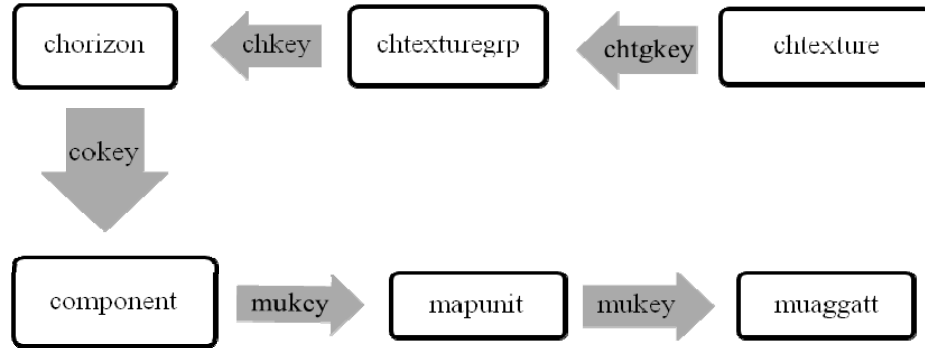 chorizon
chkey
chtexturegrp
chtgkey
chtexture
cokey
component
mukey
mapunit
mukey
muaggatt